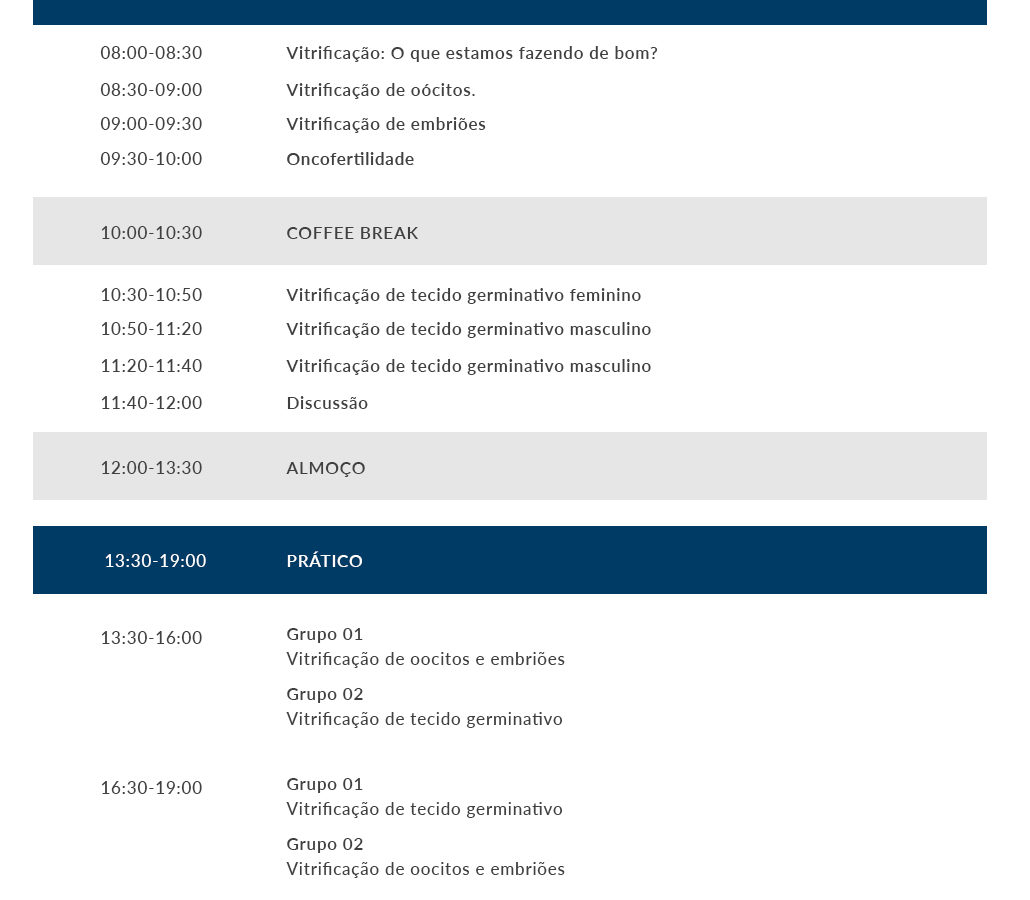 08:00-08:30 Vitrificação: O que estamos fazendo de bom?
08:30-09:00 Vitrificação de oócitos.
09:00-09:30 Vitrificação de embriões
09:30-10:00 Oncofertilidade
10:00-10:30 COFFEE BREAK
10:30-10:50 Vitrificação de tecido germinativo feminino
10:50-11:20 Vitrificação de tecido germinativo masculino
11:20-11:40 Vitrificação de tecido germinativo masculino
11:40-12:00 Discussão
12:00-13:30 ALMOÇO
13:30-19:00 PRÁTICO
13:30-16:00 Grupo 01
Vitrificação de oocitos e embriões
Grupo 02
Vitrificação de tecido germinativo
16:30-19:00 Grupo 01
Vitrificação de tecido germinativo
Grupo 02
Vitrificação de oocitos e embriões